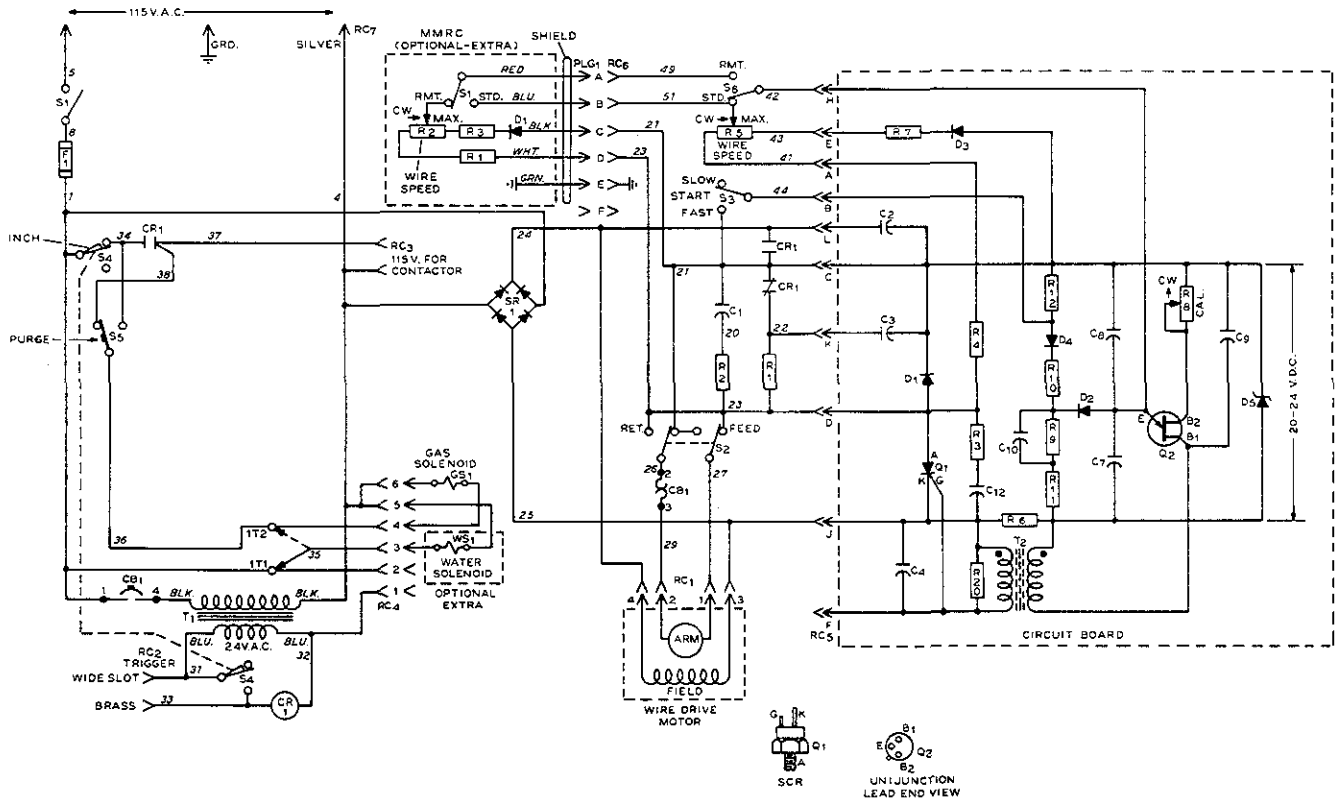 115 V. A.C.
GRD.
SILVER
RC7
5
S1
8
F1
1
4
MMRC
(OPTIONAL-EXTRA)
SHIELD
PLG1 RC6
RED
A
49
RMT.
RMT.
S1
STD.
BLU.
B
51
STD.
S6
42
H
CW
MAX.
R2
R3
D1
BLK
C
21
CW
MAX.
R5
43
E
R7
D3
R1
WHT.
D
23
WIRE
SPEED
41
A
WIRE
SPEED
GRN.
E
F
SLOW
START
S3
FAST
44
B
INCH
34
CR1
37
S4
38
RC3
115 V. FOR
CONTACTOR
24
21
CR1
L
C2
C
CR1
SR
1
C1
20
22
K
C3
R2
R1
R4
R12
D4
R10
C8
CW
R8
CAL.
C9
PURGE
S5
23
D
D1
D2
E
B2
B1
Q2
D5
20-24 V.D.C.
RET.
FEED
S2
26
2
CB1
3
27
A
Q1
K
G
R3
C12
C10
R9
R11
C7
GAS
SOLENOID
GS1
6
5
4
36
1T2
35
3
WS1
WATER
SOLENOID
1T1
2
OPTIONAL
EXTRA
25
J
R6
29
C4
R20
T2
CB1
1
4
BLK.
BLK.
1
RC4
T1
BLU.
24V.A.C.
BLU.
32
RC1
4
2
1
3
F
RC5
CIRCUIT BOARD
RC2
TRIGGER
WIDE SLOT
31
S4
BRASS
33
CR
1
ARM
FIELD
WIRE DRIVE
MOTOR
G
K
Q1
A
SCR
B1
E
Q2
B2
UNIJUNCTION
LEAD END VIEW